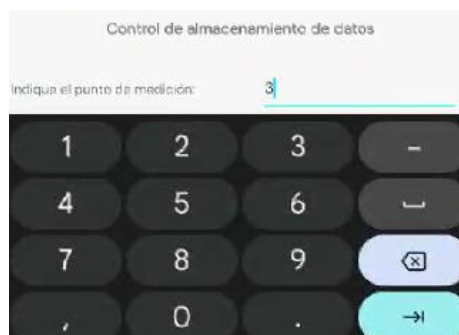 Control de almacenamiento de datos
Indique el punto de medición: 3
1 2 3 -
4 5 6
7 8 9
, 0 .